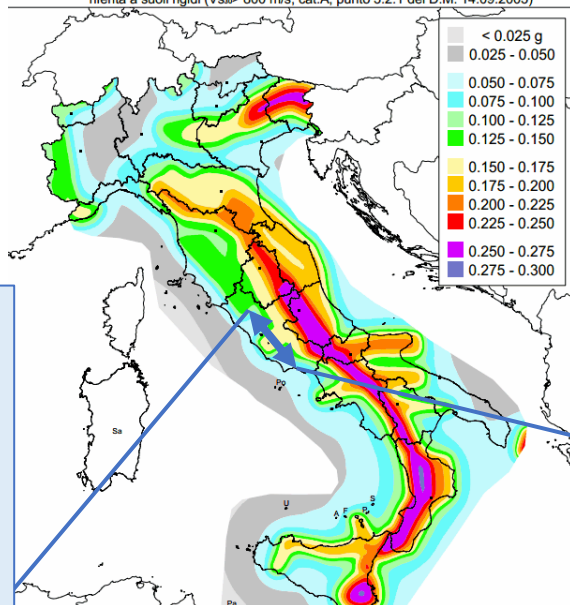 riferita a suoli rigidi (Vs30> 800 m/s, cat.A, punto 3.2.1 del D.M. 14.09.2005)
< 0.025 g
0.025 - 0.050
0.050 - 0.075
0.075 - 0.100
0.100 - 0.125
0.125 - 0.150
0.150 - 0.175
0.175 - 0.200
0.200 - 0.225
0.225 - 0.250
0.250 - 0.275
0.275 - 0.300
Po
Sa
U
S
A F P
Pa